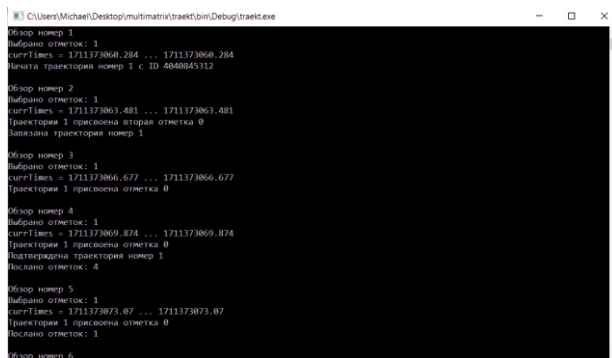 C:\Users\Michael\Desktop\multimatrix\traekt\bin\Debug\traekt.exe
Обзор номер 1
Выбрано отметок: 1
currTimes = 1711373060.284 ... 1711373060.284
Начата траектория номер 1 с ID 4040845312
Обзор номер 2
Выбрано отметок: 1
currTimes = 1711373063.481 ... 1711373063.481
Траектории 1 присвоена вторая отметка 0
Завязана траектория номер 1
Обзор номер 3
Выбрано отметок: 1
currTimes = 1711373066.677 ... 1711373066.677
Траектории 1 присвоена отметка 0
Обзор номер 4
Выбрано отметок: 1
currTimes = 1711373069.874 ... 1711373069.874
Траектории 1 присвоена отметка 0
Подтверждена траектория номер 1
Послано отметок: 4
Обзор номер 5
Выбрано отметок: 1
currTimes = 1711373073.07 ... 1711373073.07
Траектории 1 присвоена отметка 0
Послано отметок: 1
Обзор номер 6